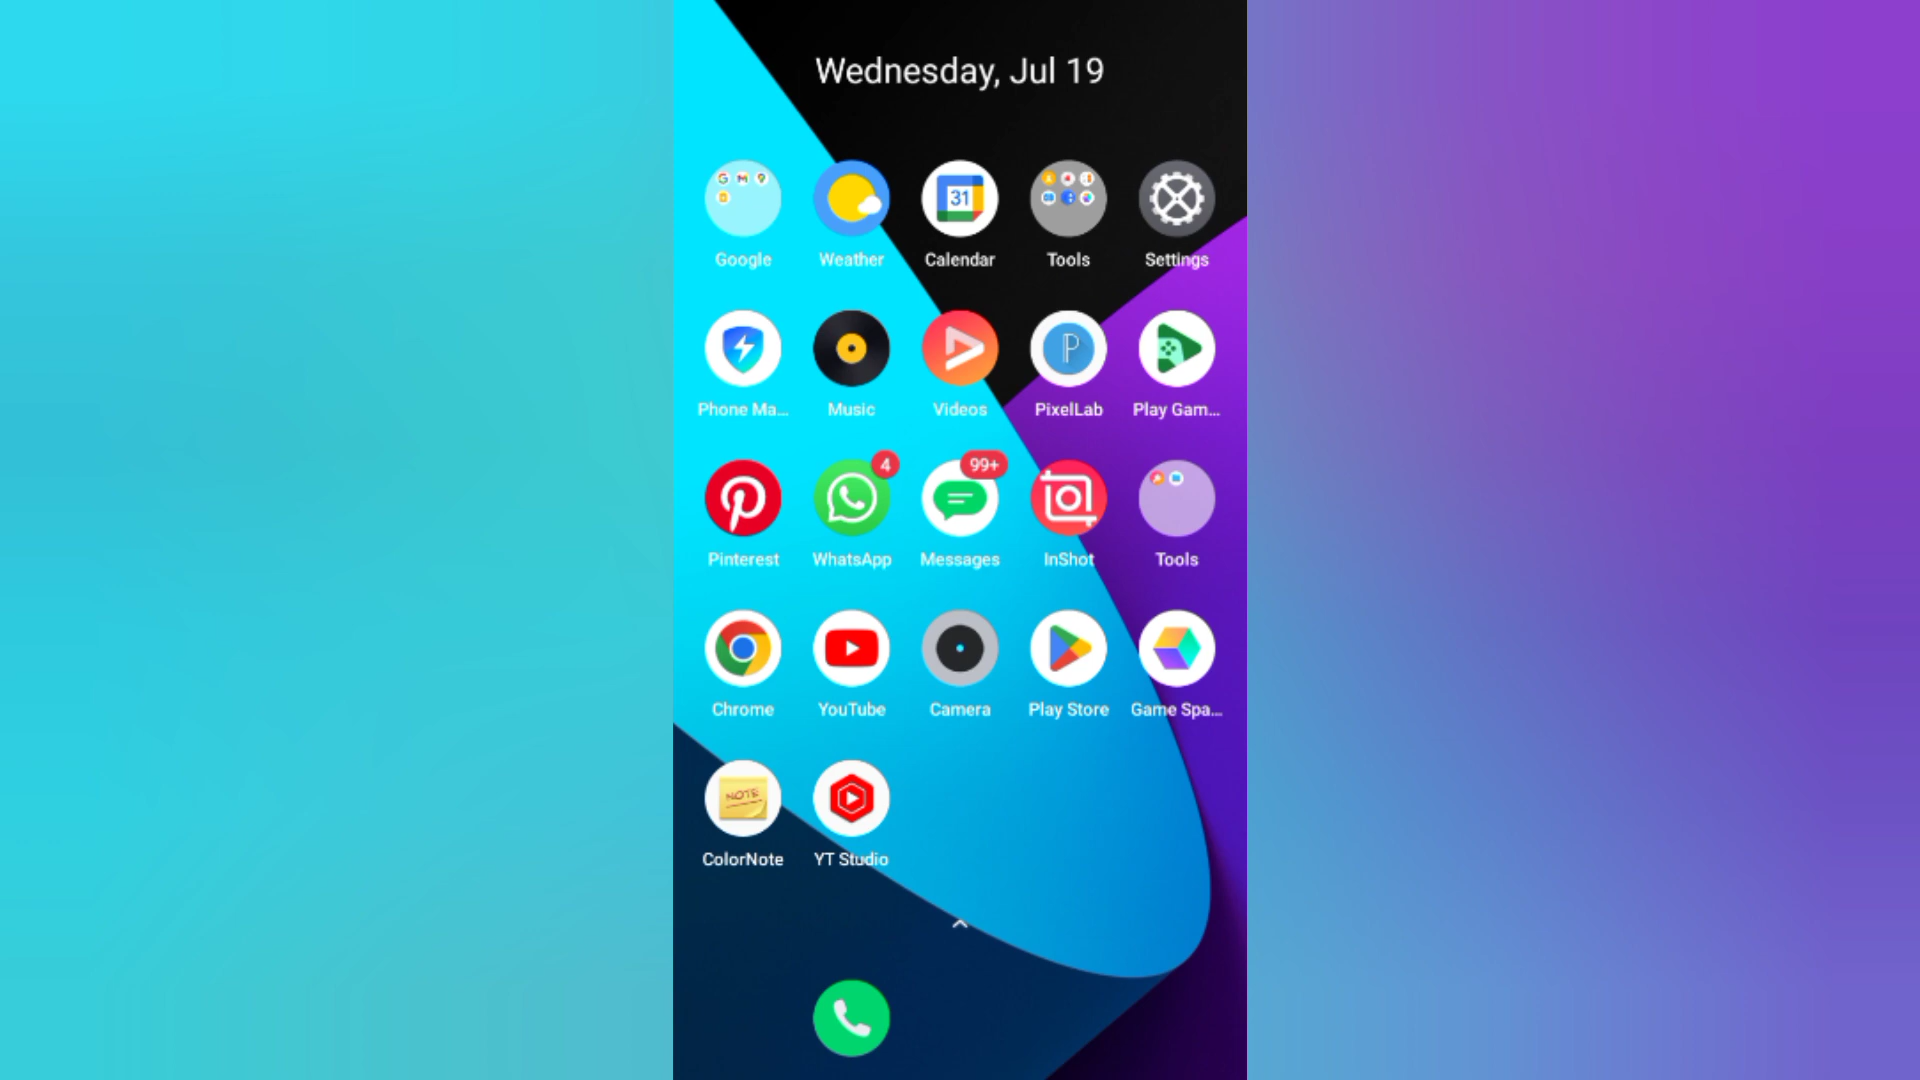 Wednesday, Jul 19
31
Google Weather Calendar Tools Settings
P
Phone Ma... Music Videos PixelLab Play Gam...
4 99+
Pinterest WhatsApp Messages InShot Tools
Chrome YouTube Camera Play Store Game Spa...
NOTE
ColorNote YT Studio